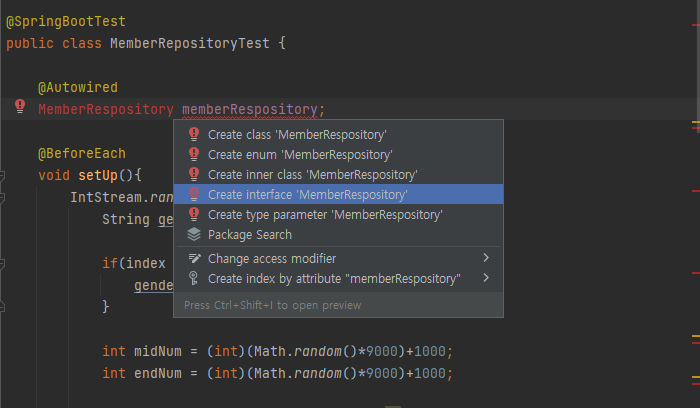 @SpringBootTest
public class MemberRepositoryTest {
@Autowired
MemberRespository memberRespository;
@BeforeEach
void setUp(){
IntStream.ran
String ge
if(index
gende
}
int midNum = (int)(Math.random()*9000)+1000;
int endNum = (int)(Math.random()*9000)+1000;
Create class 'MemberRespository'
Create enum 'MemberRespository'
Create inner class 'MemberRespository'
Create interface 'MemberRespository'
Create type parameter 'MemberRespository'
Package Search
Change access modifier
Create index by attribute "memberRespository"
Press Ctrl+Shift+I to open preview